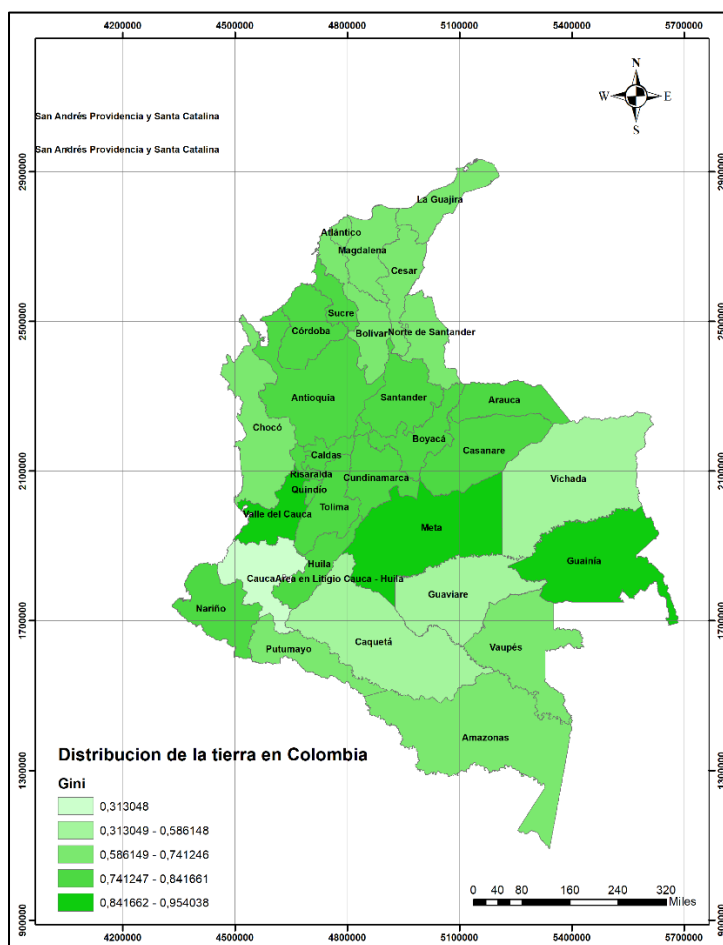 4200000 4500000 4800000 5100000 5400000 5700000
N
W E
S
San Andrés Providencia y Santa Catalina
San Andrés Providencia y Santa Catalina
2900000 2900000
La Guajira
Atlántico
Magdalena
Cesar
2500000 2500000
Sucre
Córdoba
Bolívar
Norte de Santander
Antioquia
Santander
Arauca
Chocó
Boyacá
Caldas
Casanare
Risaralda
Cundinamarca
2100000 2100000
Vichada
Quindío
Tolima
Valle del Cauca
Meta
Guainía
Huila
Cauca
Area en Litigio Cauca - Huila
Guaviare
Nariño
1700000 1700000
Caquetá
Putumayo
Vaupés
Amazonas
Distribucion de la tierra en Colombia
Gini
1300000 1300000
0,313048
0,313049 - 0,586148
0,586149 - 0,741246
0,741247 - 0,841661
0,841662 - 0,954038
0 40 80 160 240 320
Miles
900000 900000
4200000 4500000 4800000 5100000 5400000 5700000